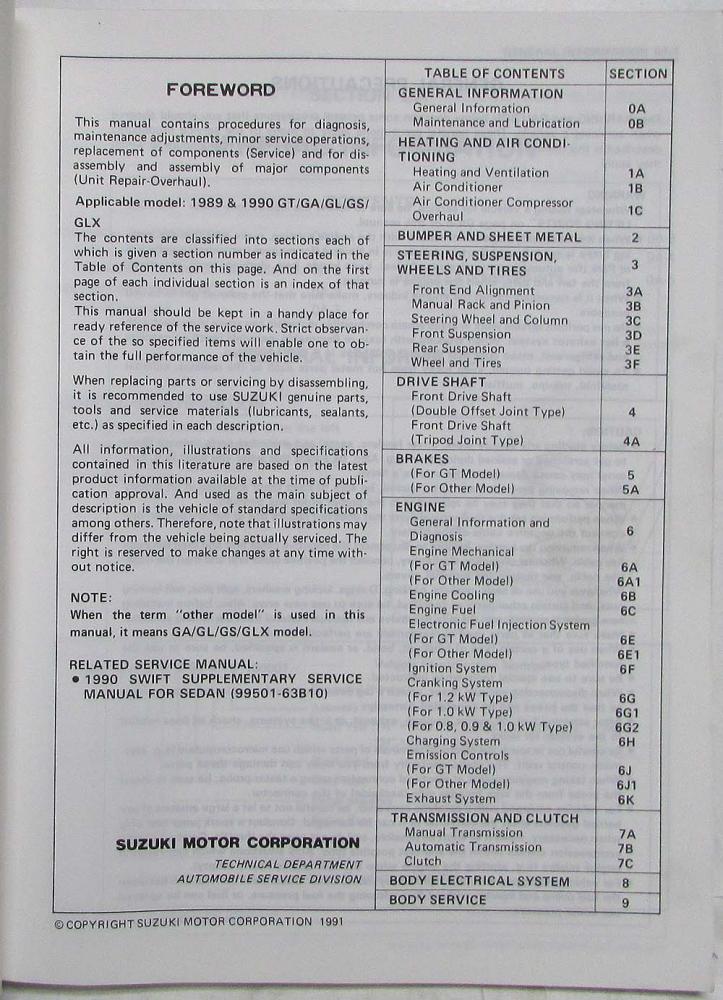 FOREWORD
This manual contains procedures for diagnosis,
maintenance adjustments, minor service operations,
replacement of components (Service) and for dis-
assembly and assembly of major components
(Unit Repair-Overhaul).
Applicable model: 1989 & 1990 GT/GA/GL/GS/
GLX
The contents are classified into sections each of
which is given a section number as indicated in the
Table of Contents on this page. And on the first
page of each individual section is an index of that
section.
This manual should be kept in a handy place for
ready reference of the service work. Strict observan-
ce of the so specified items will enable one to ob-
tain the full performance of the vehicle.
When replacing parts or servicing by disassembling,
it is recommended to use SUZUKI genuine parts,
tools and service materials (lubricants, sealants,
etc.) as specified in each description.
All information, illustrations and specifications
contained in this literature are based on the latest
product information available at the time of publi-
cation approval. And used as the main subject of
description is the vehicle of standard specifications
among others. Therefore, note that illustrations may
differ from the vehicle being actually serviced. The
right is reserved to make changes at any time with-
out notice.
NOTE:
When the term "other model" is used in this
manual, it means GA/GL/GS/GLX model.
RELATED SERVICE MANUAL:
● 1990 SWIFT SUPPLEMENTARY SERVICE
MANUAL FOR SEDAN (99501-63B10)
SUZUKI MOTOR CORPORATION
TECHNICAL DEPARTMENT
AUTOMOBILE SERVICE DIVISION
TABLE OF CONTENTS SECTION
GENERAL INFORMATION
General Information 0A
Maintenance and Lubrication 0B
HEATING AND AIR CONDI-
TIONING
Heating and Ventilation 1A
Air Conditioner 1B
Air Conditioner Compressor
Overhaul 1C
BUMPER AND SHEET METAL 2
STEERING, SUSPENSION,
WHEELS AND TIRES 3
Front End Alignment 3A
Manual Rack and Pinion 3B
Steering Wheel and Column 3C
Front Suspension 3D
Rear Suspension 3E
Wheel and Tires 3F
DRIVE SHAFT
Front Drive Shaft
(Double Offset Joint Type) 4
Front Drive Shaft
(Tripod Joint Type) 4A
BRAKES
(For GT Model) 5
(For Other Model) 5A
ENGINE
General Information and
Diagnosis 6
Engine Mechanical
(For GT Model) 6A
(For Other Model) 6A1
Engine Cooling 6B
Engine Fuel 6C
Electronic Fuel Injection System
(For GT Model) 6E
(For Other Model) 6E1
Ignition System 6F
Cranking System
(For 1.2 kW Type) 6G
(For 1.0 kW Type) 6G1
(For 0.8, 0.9 & 1.0 kW Type) 6G2
Charging System 6H
Emission Controls
(For GT Model) 6J
(For Other Model) 6J1
Exhaust System 6K
TRANSMISSION AND CLUTCH
Manual Transmission 7A
Automatic Transmission 7B
Clutch 7C
BODY ELECTRICAL SYSTEM 8
BODY SERVICE 9
© COPYRIGHT SUZUKI MOTOR CORPORATION 1991